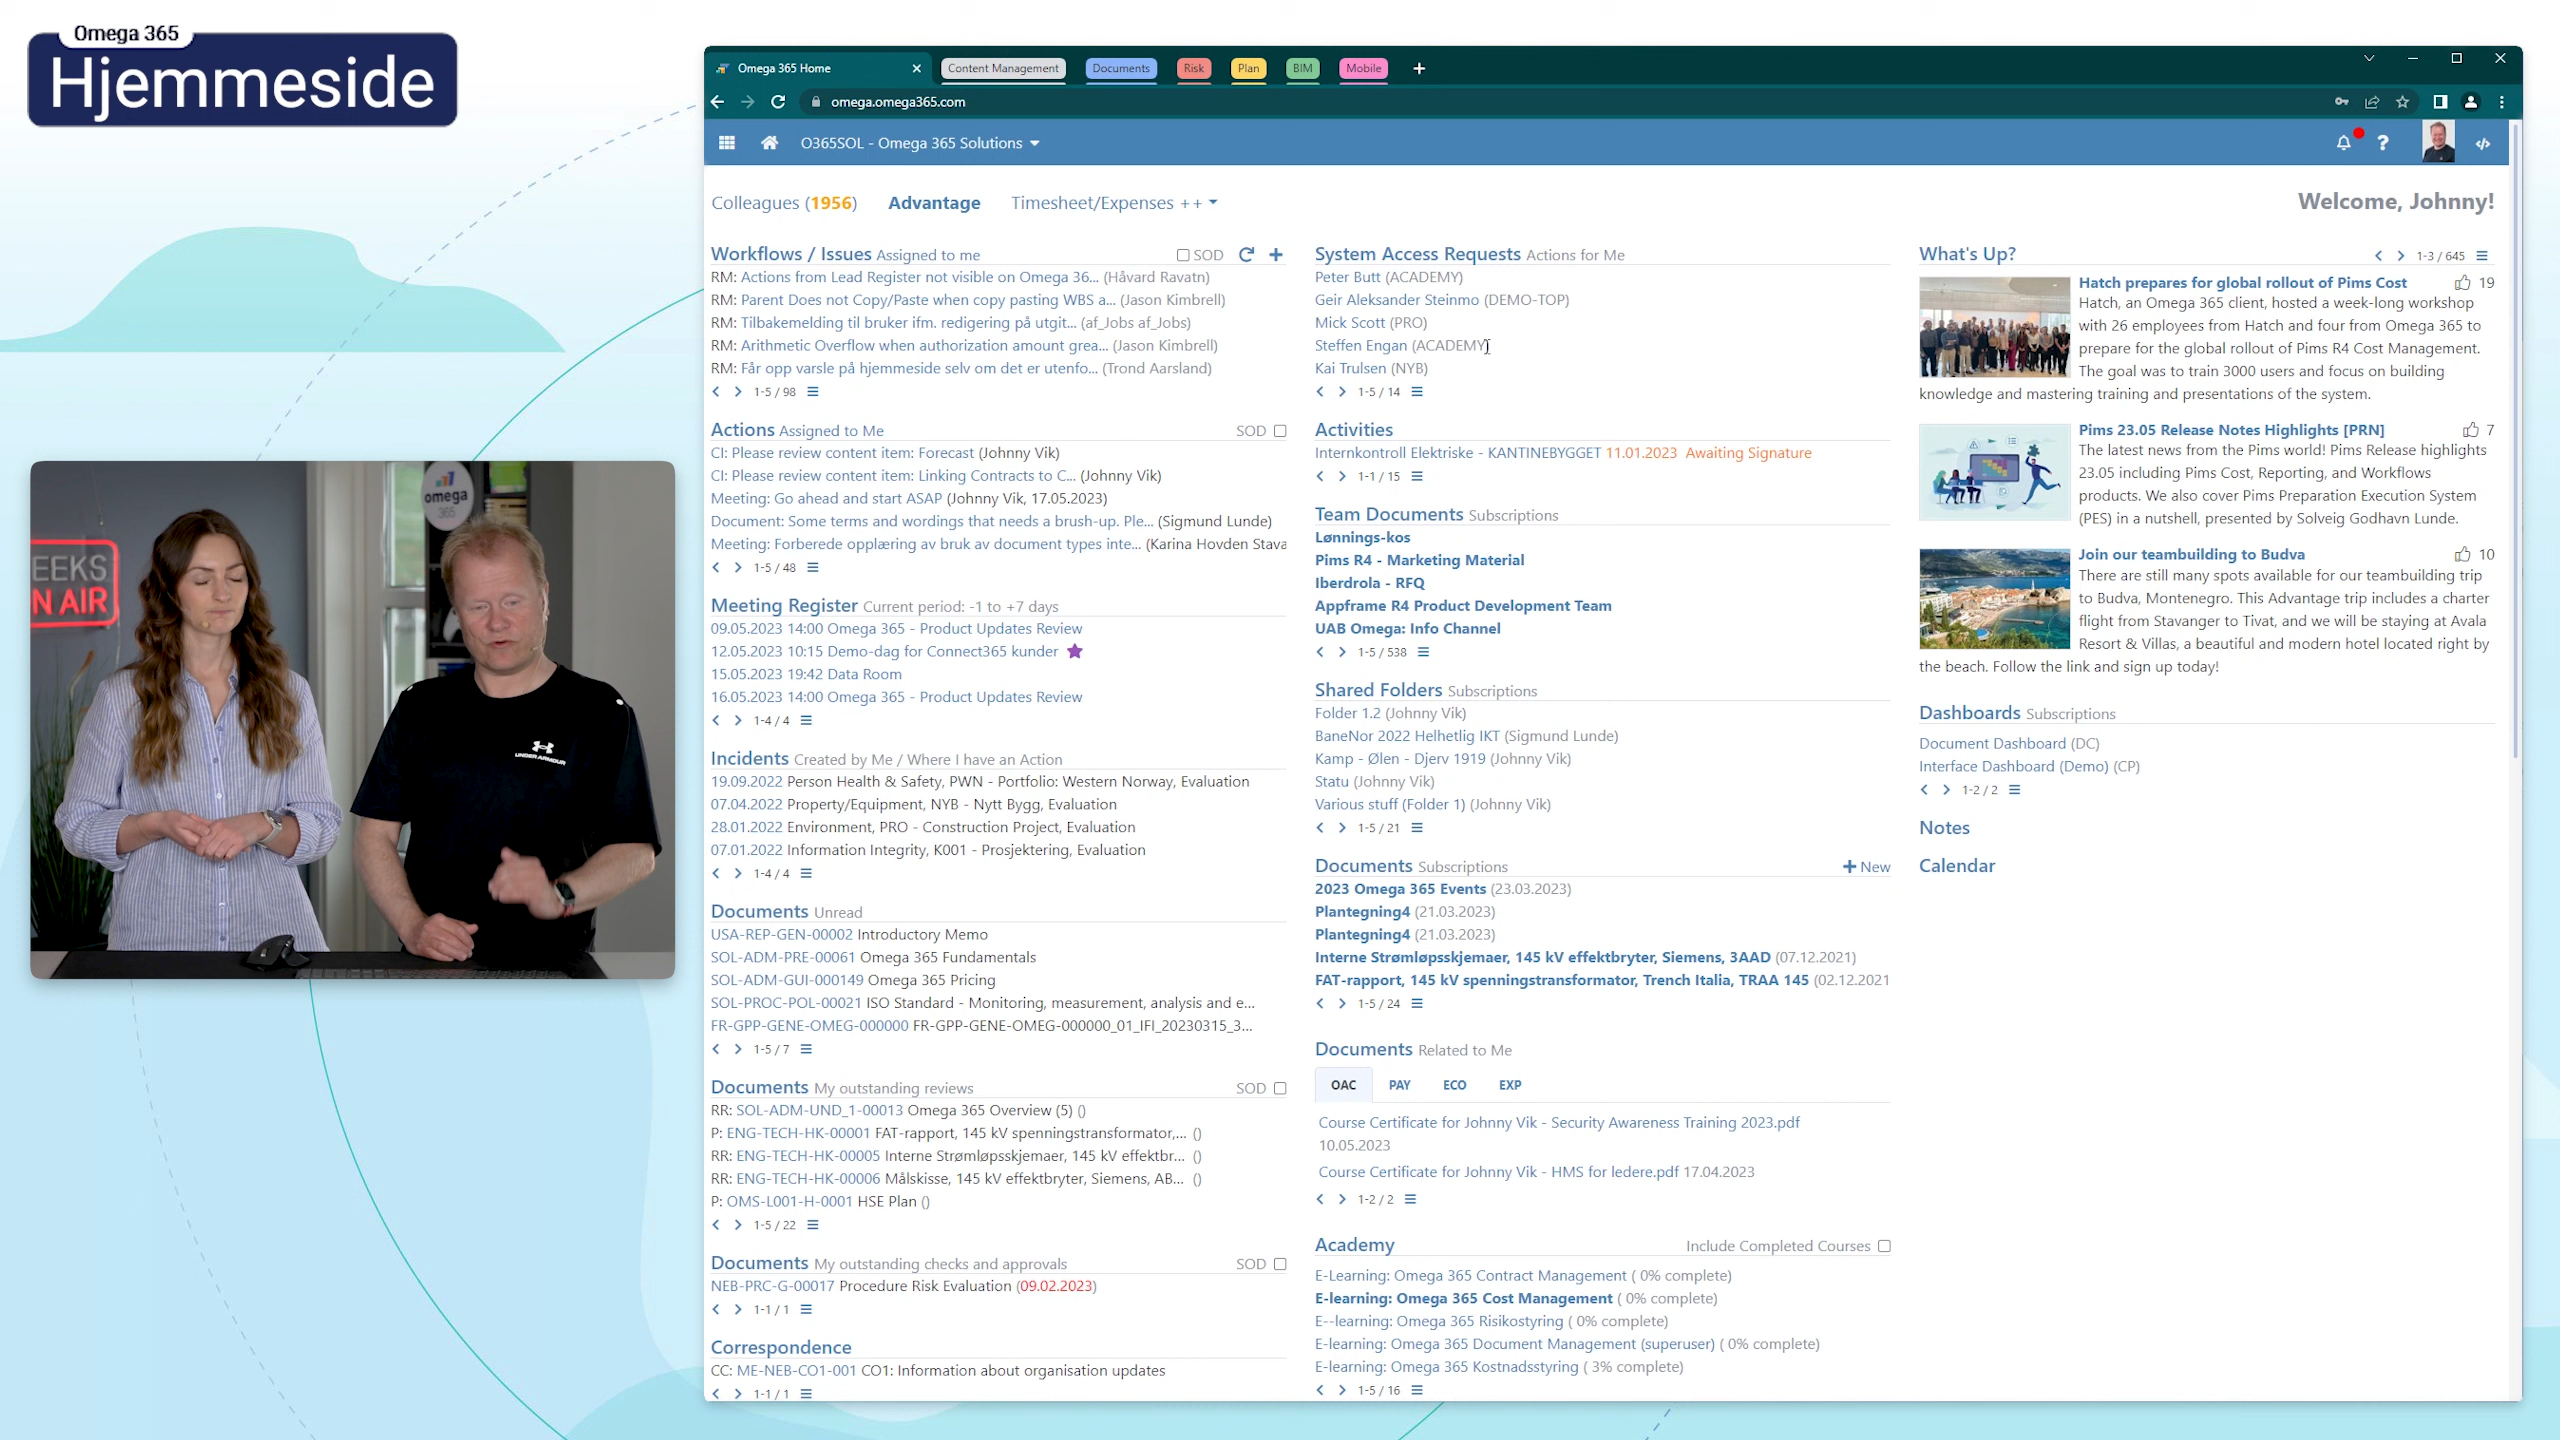 Omega 365
Hjemmeside
Omega 365 Home
Content Management
Documents
Risk
Plan
BIM
Mobile
omega.omega365.com
O365SOL - Omega 365 Solutions
Colleagues (1956)
Advantage
Timesheet/Expenses ++
Welcome, Johnny!
Workflows / Issues Assigned to me
SOD
RM: Actions from Lead Register not visible on Omega 36... (Håvard Ravatn)
RM: Parent Does not Copy/Paste when copy pasting WBS a... (Jason Kimbrell)
RM: Tilbakemelding til bruker ifm. redigering på utgit... (af_Jobs af_Jobs)
RM: Arithmetic Overflow when authorization amount grea... (Jason Kimbrell)
RM: Får opp varsle på hjemmeside selv om det er utenfo... (Trond Aarsland)
1-5 / 98
Actions Assigned to Me
SOD
CI: Please review content item: Forecast (Johnny Vik)
CI: Please review content item: Linking Contracts to C... (Johnny Vik)
Meeting: Go ahead and start ASAP (Johnny Vik, 17.05.2023)
Document: Some terms and wordings that needs a brush-up. Ple... (Sigmund Lunde)
Meeting: Forberede opplæring av bruk av document types inte... (Karina Hovden Stava
1-5 / 48
Meeting Register Current period: -1 to +7 days
09.05.2023 14:00 Omega 365 - Product Updates Review
12.05.2023 10:15 Demo-dag for Connect365 kunder
15.05.2023 19:42 Data Room
16.05.2023 14:00 Omega 365 - Product Updates Review
1-4 / 4
Incidents Created by Me / Where I have an Action
19.09.2022 Person Health & Safety, PWN - Portfolio: Western Norway, Evaluation
07.04.2022 Property/Equipment, NYB - Nytt Bygg, Evaluation
28.01.2022 Environment, PRO - Construction Project, Evaluation
07.01.2022 Information Integrity, K001 - Prosjektering, Evaluation
1-4 / 4
Documents Unread
USA-REP-GEN-00002 Introductory Memo
SOL-ADM-PRE-00061 Omega 365 Fundamentals
SOL-ADM-GUI-000149 Omega 365 Pricing
SOL-PROC-POL-00021 ISO Standard - Monitoring, measurement, analysis and e...
FR-GPP-GENE-OMEG-000000 FR-GPP-GENE-OMEG-000000_01_IFI_20230315_3...
1-5 / 7
Documents My outstanding reviews
SOD
RR: SOL-ADM-UND_1-00013 Omega 365 Overview (5) ()
P: ENG-TECH-HK-00001 FAT-rapport, 145 kV spenningstransformator,... ()
RR: ENG-TECH-HK-00005 Interne Strømløpsskjemaer, 145 kV effektbr... ()
RR: ENG-TECH-HK-00006 Målskisse, 145 kV effektbryter, Siemens, AB... ()
P: OMS-L001-H-0001 HSE Plan ()
1-5 / 22
Documents My outstanding checks and approvals
SOD
NEB-PRC-G-00017 Procedure Risk Evaluation (09.02.2023)
1-1 / 1
Correspondence
CC: ME-NEB-CO1-001 CO1: Information about organisation updates
1-1 / 1
System Access Requests Actions for Me
Peter Butt (ACADEMY)
Geir Aleksander Steinmo (DEMO-TOP)
Mick Scott (PRO)
Steffen Engan (ACADEMY)
Kai Trulsen (NYB)
1-5 / 14
Activities
Internkontroll Elektriske - KANTINEBYGGET 11.01.2023 Awaiting Signature
1-1 / 15
Team Documents Subscriptions
Lønnings-kos
Pims R4 - Marketing Material
Iberdrola - RFQ
Appframe R4 Product Development Team
UAB Omega: Info Channel
1-5 / 538
Shared Folders Subscriptions
Folder 1.2 (Johnny Vik)
BaneNor 2022 Helhetlig IKT (Sigmund Lunde)
Kamp - Ølen - Djerv 1919 (Johnny Vik)
Statu (Johnny Vik)
Various stuff (Folder 1) (Johnny Vik)
1-5 / 21
Documents Subscriptions
New
2023 Omega 365 Events (23.03.2023)
Plantegning4 (21.03.2023)
Plantegning4 (21.03.2023)
Interne Strømløpsskjemaer, 145 kV effektbryter, Siemens, 3AAD (07.12.2021)
FAT-rapport, 145 kV spenningstransformator, Trench Italia, TRAA 145 (02.12.2021
1-5 / 24
Documents Related to Me
OAC PAY ECO EXP
Course Certificate for Johnny Vik - Security Awareness Training 2023.pdf
10.05.2023
Course Certificate for Johnny Vik - HMS for ledere.pdf 17.04.2023
1-2 / 2
Academy
Include Completed Courses
E-Learning: Omega 365 Contract Management ( 0% complete)
E-learning: Omega 365 Cost Management ( 0% complete)
E--learning: Omega 365 Risikostyring ( 0% complete)
E-learning: Omega 365 Document Management (superuser) ( 0% complete)
E-learning: Omega 365 Kostnadsstyring ( 3% complete)
1-5 / 16
What's Up?
1-3 / 645
Hatch prepares for global rollout of Pims Cost
19
Hatch, an Omega 365 client, hosted a week-long workshop
with 26 employees from Hatch and four from Omega 365 to
prepare for the global rollout of Pims R4 Cost Management.
The goal was to train 3000 users and focus on building
knowledge and mastering training and presentations of the system.
Pims 23.05 Release Notes Highlights [PRN]
7
The latest news from the Pims world! Pims Release highlights
23.05 including Pims Cost, Reporting, and Workflows
products. We also cover Pims Preparation Execution System
(PES) in a nutshell, presented by Solveig Godhavn Lunde.
Join our teambuilding to Budva
10
There are still many spots available for our teambuilding trip
to Budva, Montenegro. This Advantage trip includes a charter
flight from Stavanger to Tivat, and we will be staying at Avala
Resort & Villas, a beautiful and modern hotel located right by
the beach. Follow the link and sign up today!
Dashboards Subscriptions
Document Dashboard (DC)
Interface Dashboard (Demo) (CP)
1-2 / 2
Notes
Calendar
EEKS
N AIR
omega
365
UNDER ARMOUR